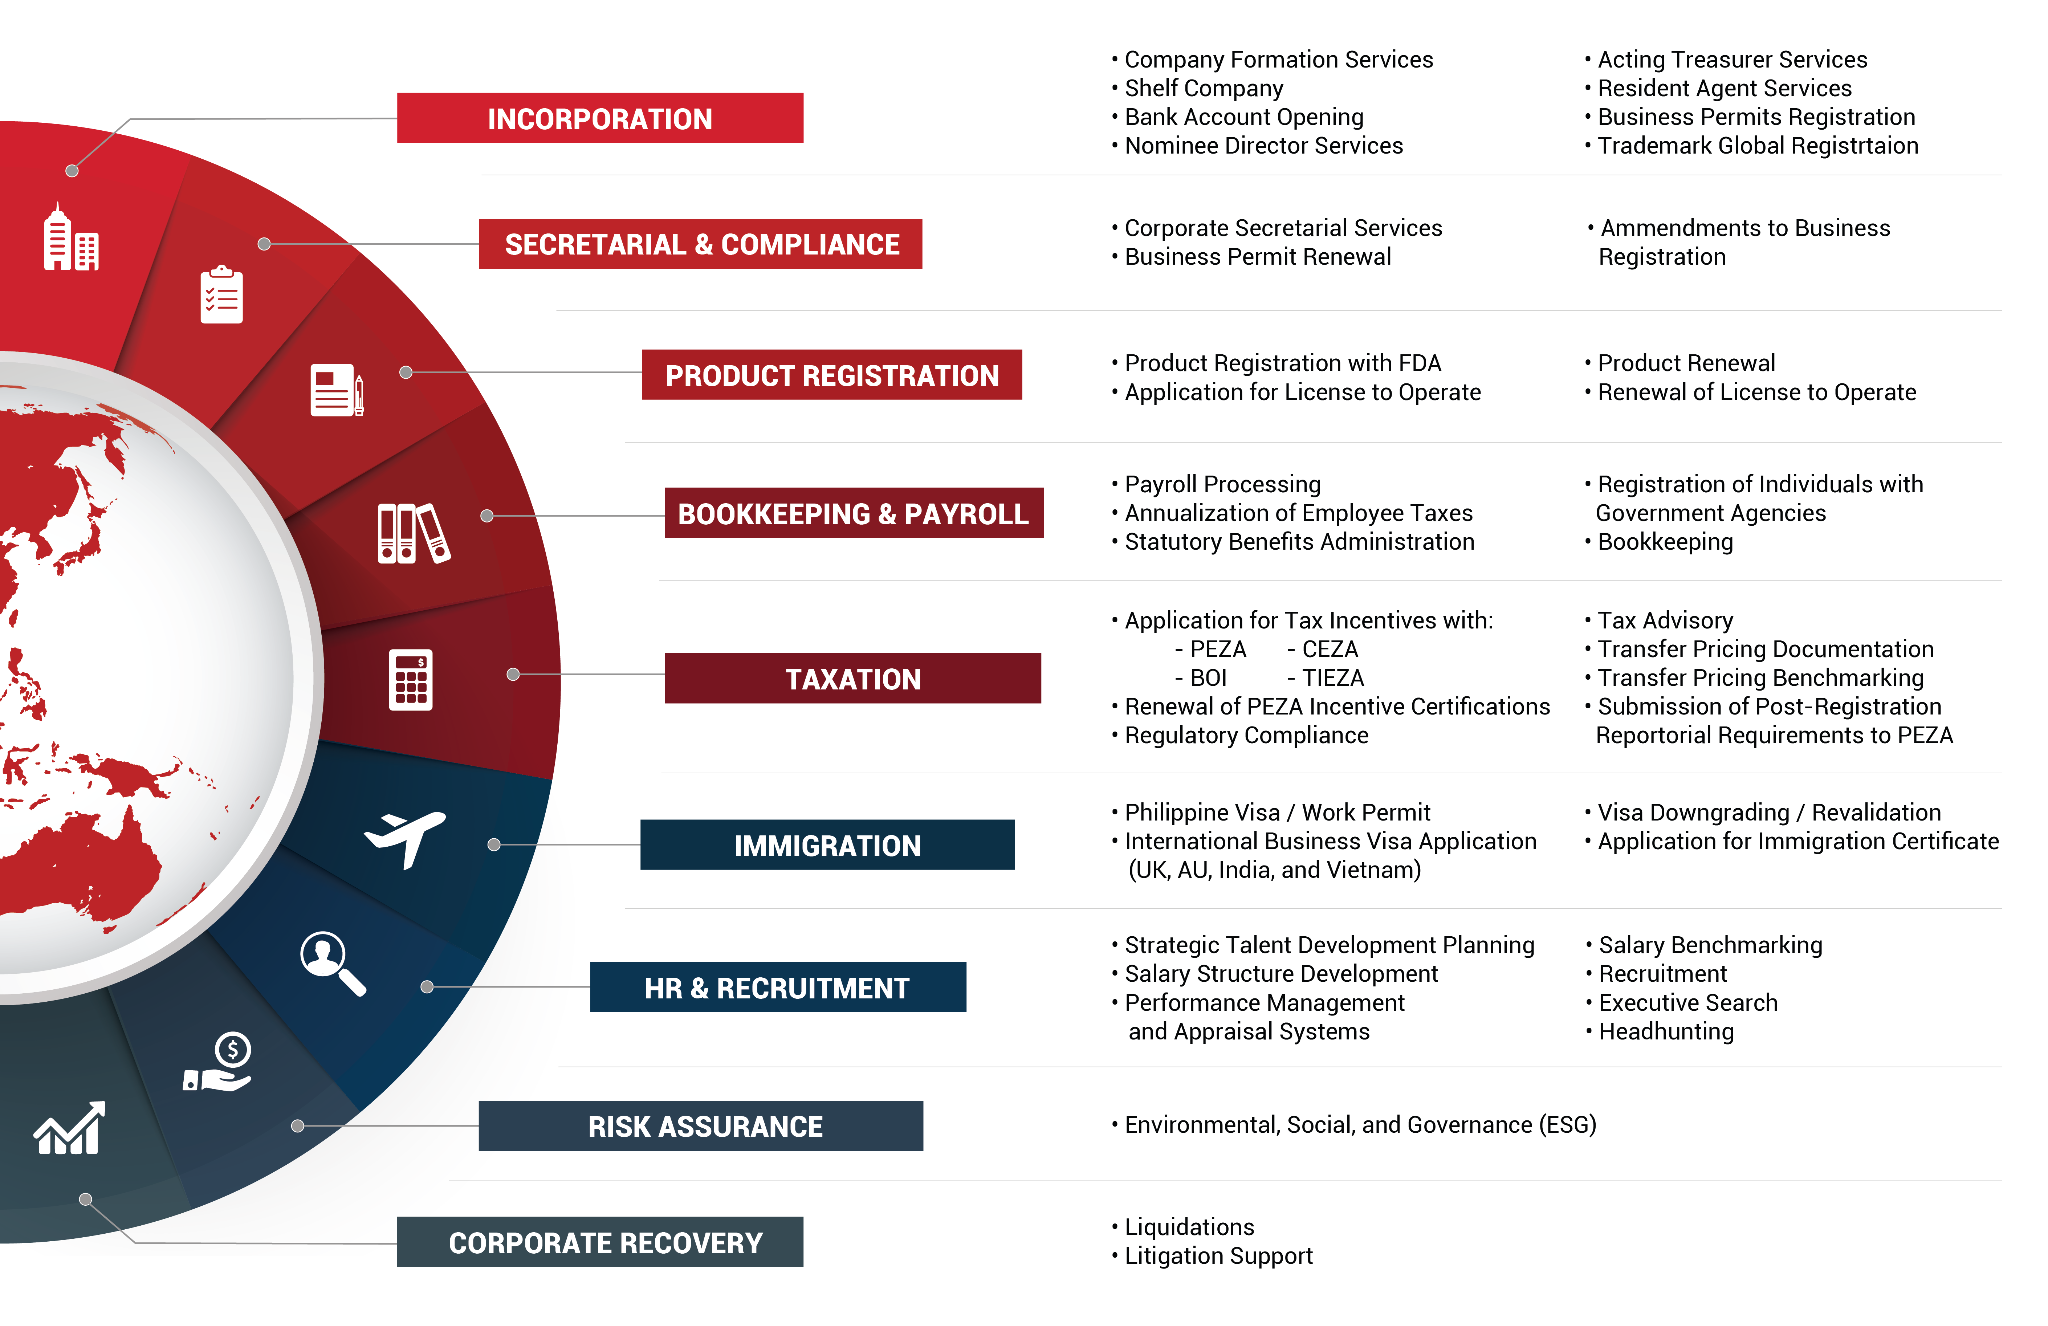 INCORPORATION
• Company Formation Services
• Shelf Company
• Bank Account Opening
• Nominee Director Services
• Acting Treasurer Services
• Resident Agent Services
• Business Permits Registration
• Trademark Global Registrtaion
SECRETARIAL & COMPLIANCE
• Corporate Secretarial Services
• Business Permit Renewal
• Ammendments to Business
Registration
PRODUCT REGISTRATION
• Product Registration with FDA
• Application for License to Operate
• Product Renewal
• Renewal of License to Operate
BOOKKEEPING & PAYROLL
• Payroll Processing
• Annualization of Employee Taxes
• Statutory Benefits Administration
• Registration of Individuals with
Government Agencies
• Bookkeeping
$
TAXATION
• Application for Tax Incentives with:
- PEZA - CEZA
- BOI - TIEZA
• Renewal of PEZA Incentive Certifications
• Regulatory Compliance
• Tax Advisory
• Transfer Pricing Documentation
• Transfer Pricing Benchmarking
• Submission of Post-Registration
Reportorial Requirements to PEZA
IMMIGRATION
• Philippine Visa / Work Permit
• International Business Visa Application
(UK, AU, India, and Vietnam)
• Visa Downgrading / Revalidation
• Application for Immigration Certificate
HR & RECRUITMENT
• Strategic Talent Development Planning
• Salary Structure Development
• Performance Management
and Appraisal Systems
• Salary Benchmarking
• Recruitment
• Executive Search
• Headhunting
$
RISK ASSURANCE
• Environmental, Social, and Governance (ESG)
CORPORATE RECOVERY
• Liquidations
• Litigation Support